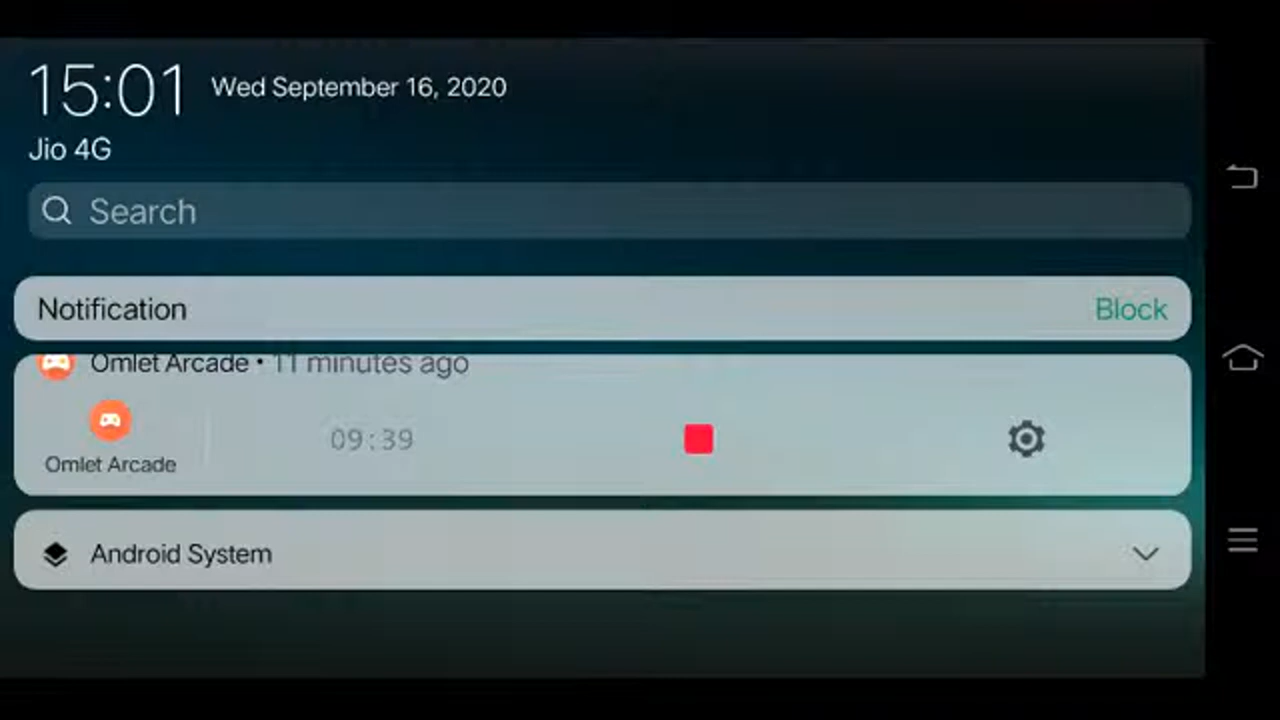 15:01 Wed September 16, 2020
Jio 4G
Search
Notification Block
Omlet Arcade • 11 minutes ago
09:39
Omlet Arcade
Android System